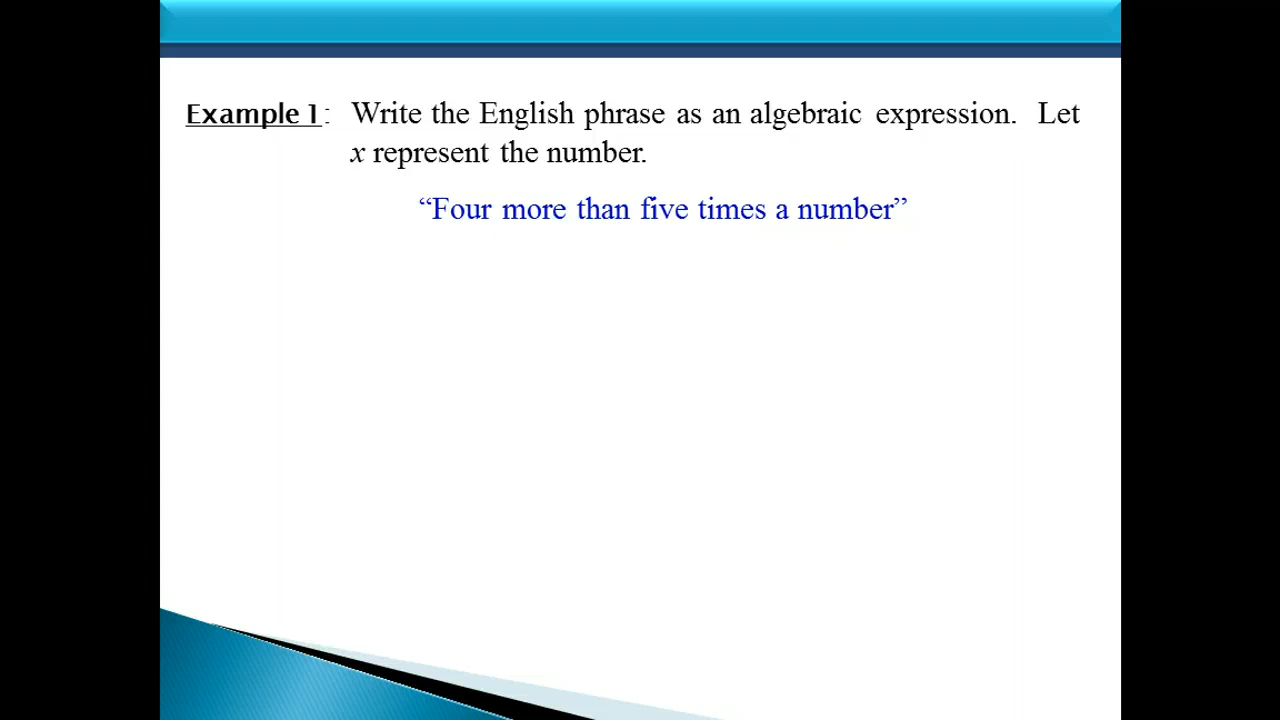 Example 1: Write the English phrase as an algebraic expression. Let
x represent the number.
“Four more than five times a number”